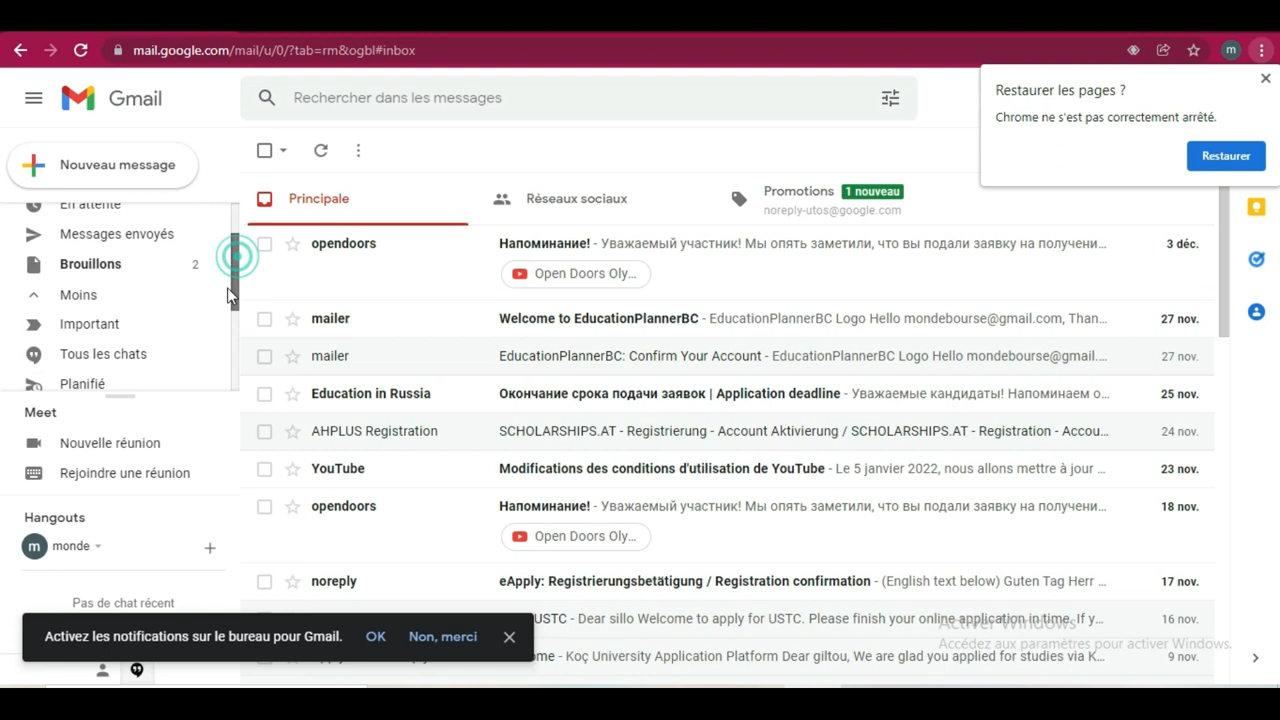 mail.google.com/mail/u/0/?tab=rm&ogbl#inbox
m
Restaurer les pages ?
Chrome ne s'est pas correctement arrêté.
Restaurer
Gmail
Rechercher dans les messages
Nouveau message
En attente
Messages envoyés
Brouillons 2
Moins
Important
Tous les chats
Planifié
Meet
Nouvelle réunion
Rejoindre une réunion
Hangouts
m monde
Pas de chat récent
Principale
Réseaux sociaux
Promotions 1 nouveau
noreply-utos@google.com
opendoors Напоминание! - Уважаемый участник! Мы опять заметили, что вы подали заявку на получени... 3 déc.
Open Doors Oly...
mailer Welcome to EducationPlannerBC - EducationPlannerBC Logo Hello mondebourse@gmail.com, Than... 27 nov.
mailer EducationPlannerBC: Confirm Your Account - EducationPlannerBC Logo Hello mondebourse@gmail.... 27 nov.
Education in Russia Окончание срока подачи заявок | Application deadline - Уважаемые кандидаты! Напоминаем о... 25 nov.
AHPLUS Registration SCHOLARSHIPS.AT - Registrierung - Account Aktivierung / SCHOLARSHIPS.AT - Registration - Accou... 24 nov.
YouTube Modifications des conditions d'utilisation de YouTube - Le 5 janvier 2022, nous allons mettre à jour ... 23 nov.
opendoors Напоминание! - Уважаемый участник! Мы опять заметили, что вы подали заявку на получени... 18 nov.
Open Doors Oly...
noreply eApply: Registrierungsbetätigung / Registration confirmation - (English text below) Guten Tag Herr ... 17 nov.
USTC - Dear sillo Welcome to apply for USTC. Please finish your online application in time. If y... 16 nov.
Koç University Application Platform Dear giltou, We are glad you applied for studies via K... 9 nov.
Activez les notifications sur le bureau pour Gmail. OK Non, merci
Activer Windows
Accédez aux paramètres pour activer Windows.